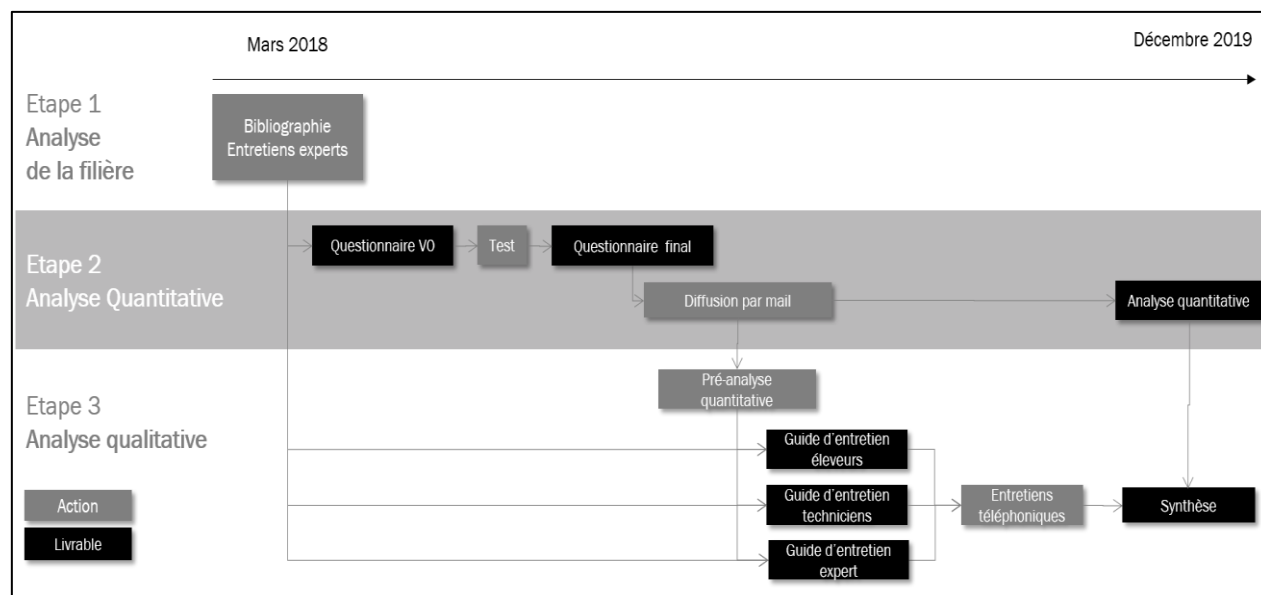 Mars 2018
Décembre 2019
Etape 1
Analyse
de la filière
Bibliographie
Entretiens experts
Etape 2
Analyse Quantitative
Questionnaire V0
Test
Questionnaire final
Diffusion par mail
Analyse quantitative
Etape 3
Analyse qualitative
Pré-analyse
quantitative
Guide d'entretien
éleveurs
Guide d'entretien
techniciens
Guide d'entretien
expert
Entretiens
téléphoniques
Synthèse
Action
Livrable